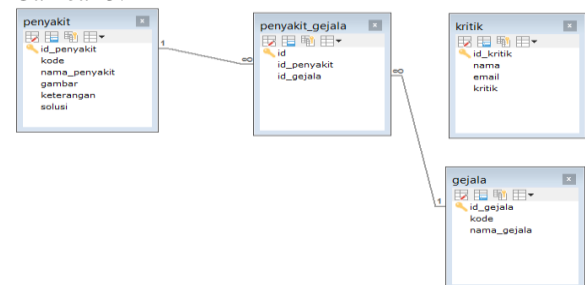 penyakit
id_penyakit
kode
nama_penyakit
gambar
keterangan
solusi
1
∞
penyakit_gejala
id
id_penyakit
id_gejala
∞
1
kritik
id_kritik
nama
email
kritik
gejala
id_gejala
kode
nama_gejala